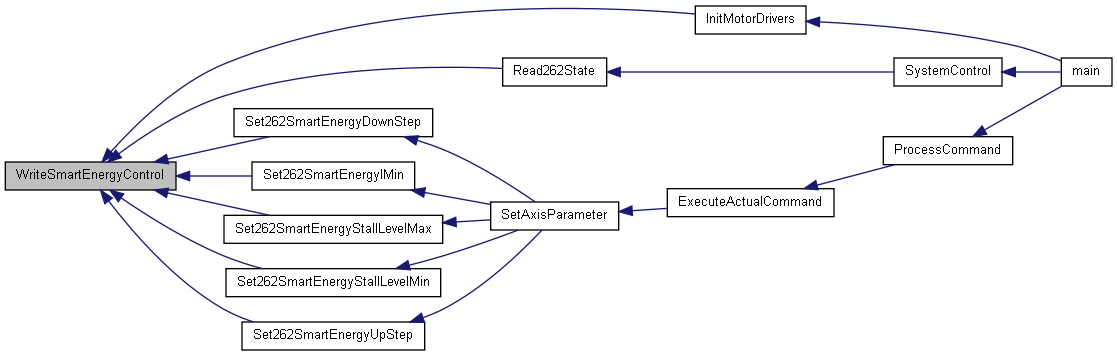 InitMotorDrivers
Read262State
SystemControl
main
Set262SmartEnergyDownStep
ProcessCommand
WriteSmartEnergyControl
Set262SmartEnergyIMin
ExecuteActualCommand
SetAxisParameter
Set262SmartEnergyStallLevelMax
Set262SmartEnergyStallLevelMin
Set262SmartEnergyUpStep